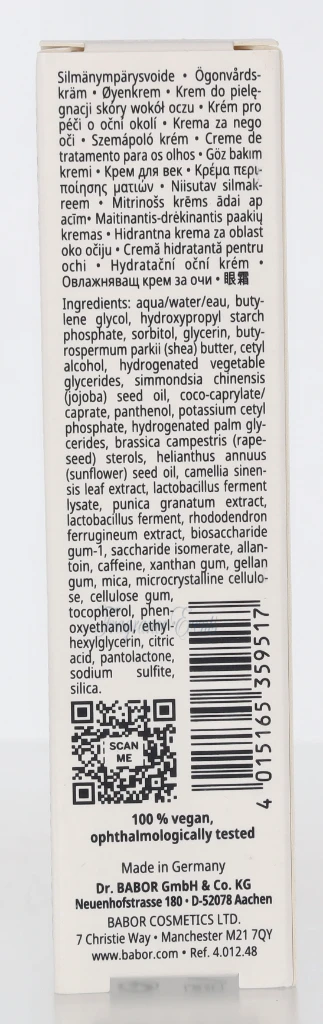 Silmänympärysvoide • Ögonvårds-
kräm • Øyenkrem • Krem do pielę-
gnacji skóry wokół oczu • Krém pro
péči o oční okolí • Krema za nego
oči • Szemápoló krém • Creme de
tratamento para os olhos • Göz bakım
kremi • Крем для век • Κρέμα περι-
ποίησης ματιών • Niisutav silmak-
reem • Mitrinošs krēms ādai ap
acīm• Maitinantis-drėkinantis paakių
kremas • Hidrantna krema za oblast
oko očiju • Cremă hidratantă pentru
ochi • Hydratační oční krém •
Овлажняващ крем за очи • 眼霜
Ingredients: aqua/water/eau, buty-
lene glycol, hydroxypropyl starch
phosphate, sorbitol, glycerin, buty-
rospermum parkii (shea) butter, cetyl
alcohol, hydrogenated vegetable
glycerides, simmondsia chinensis
(jojoba) seed oil, coco-caprylate/
caprate, panthenol, potassium cetyl
phosphate, hydrogenated palm gly-
cerides, brassica campestris (rape-
seed) sterols, helianthus annuus
(sunflower) seed oil, camellia sinen-
sis leaf extract, lactobacillus ferment
lysate, punica granatum extract,
lactobacillus ferment, rhododendron
ferrugineum extract, biosaccharide
gum-1, saccharide isomerate, allan-
toin, caffeine, xanthan gum, gellan
gum, mica, microcrystalline cellulo-
se, cellulose gum,
tocopherol, phen-
oxyethanol, ethyl-
hexylglycerin, citric
acid, pantolactone,
sodium sulfite,
silica.
SCAN
ME
4 015165 359517
100 % vegan,
ophthalmologically tested
Made in Germany
Dr. BABOR GmbH & Co. KG
Neuenhofstrasse 180 • D-52078 Aachen
BABOR COSMETICS LTD.
7 Christie Way • Manchester M21 7QY
www.babor.com • Ref. 4.012.48